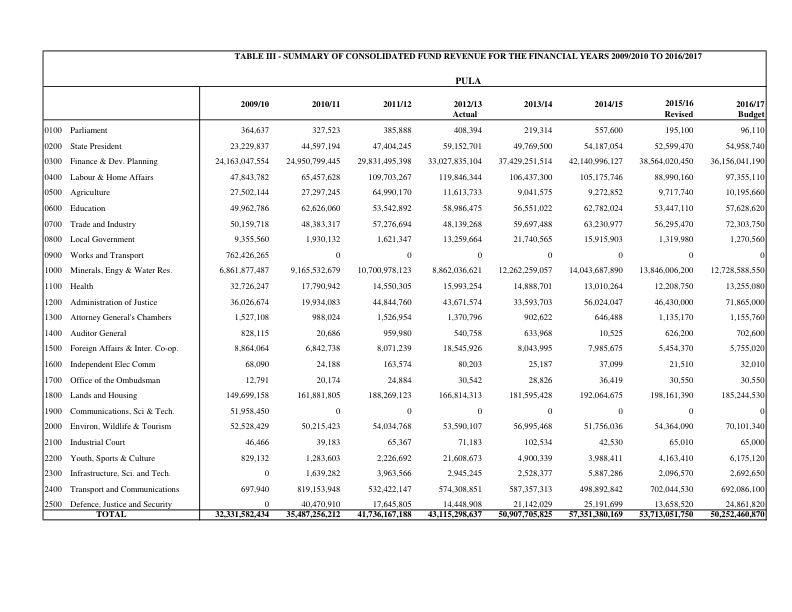 TABLE III - SUMMARY OF CONSOLIDATED FUND REVENUE FOR THE FINANCIAL YEARS 2009/2010 TO 2016/2017
PULA
2009/10 2010/11 2011/12 2012/13 2013/14 2014/15 2015/16 2016/17
Actual Revised Budget
0100 Parliament 364,637 327,523 385,888 408,394 219,314 557,600 195,100 96,110
0200 State President 23,229,837 44,597,194 47,404,245 59,152,701 49,769,500 54,187,054 52,599,470 54,958,740
0300 Finance & Dev. Planning 24,163,047,554 24,950,799,445 29,831,495,398 33,027,835,104 37,429,251,514 42,140,996,127 38,564,020,450 36,156,041,190
0400 Labour & Home Affairs 47,843,782 65,457,628 109,703,267 119,846,344 106,437,300 105,175,746 88,990,160 97,355,110
0500 Agriculture 27,502,144 27,297,245 64,990,170 11,613,733 9,041,575 9,272,852 9,717,740 10,195,660
0600 Education 49,962,786 62,626,060 53,542,892 58,986,475 56,551,022 62,782,024 53,447,110 57,628,620
0700 Trade and Industry 50,159,718 48,383,317 57,276,694 48,139,268 59,697,488 63,230,977 56,295,470 72,303,750
0800 Local Government 9,355,560 1,930,132 1,621,347 13,259,664 21,740,565 15,915,903 1,319,980 1,270,560
0900 Works and Transport 762,426,265 0 0 0 0 0 0 0
1000 Minerals, Engy & Water Res. 6,861,877,487 9,165,532,679 10,700,978,123 8,862,036,621 12,262,259,057 14,043,687,890 13,846,006,200 12,728,588,550
1100 Health 32,726,247 17,790,942 14,550,305 15,993,254 14,888,701 13,010,264 12,208,750 13,255,080
1200 Administration of Justice 36,026,674 19,934,083 44,844,760 43,671,574 33,593,703 56,024,047 46,430,000 71,865,000
1300 Attorney General's Chambers 1,527,108 988,024 1,526,954 1,370,796 902,622 646,488 1,135,170 1,155,760
1400 Auditor General 828,115 20,686 959,980 540,758 633,968 10,525 626,200 702,600
1500 Foreign Affairs & Inter. Co-op. 8,864,064 6,842,738 8,071,239 18,545,926 8,043,995 7,985,675 5,454,370 5,755,020
1600 Independent Elec Comm 68,090 24,188 163,574 80,203 25,187 37,099 21,510 32,010
1700 Office of the Ombudsman 12,791 20,174 24,884 30,542 28,826 36,419 30,550 30,550
1800 Lands and Housing 149,699,158 161,881,805 188,269,123 166,814,313 181,595,428 192,064,675 198,161,390 185,244,530
1900 Communications, Sci & Tech. 51,958,450 0 0 0 0 0 0 0
2000 Environ, Wildlife & Tourism 52,528,429 50,215,423 54,034,768 53,590,107 56,995,468 51,756,036 54,364,090 70,101,340
2100 Industrial Court 46,466 39,183 65,367 71,183 102,534 42,530 65,010 65,000
2200 Youth, Sports & Culture 829,132 1,283,603 2,226,692 21,608,673 4,900,339 3,988,411 4,163,410 6,175,120
2300 Infrastructure, Sci. and Tech. 0 1,639,282 3,963,566 2,945,245 2,528,377 5,887,286 2,096,570 2,692,650
2400 Transport and Communications 697,940 819,153,948 532,422,147 574,308,851 587,357,313 498,892,842 702,044,530 692,086,100
2500 Defence, Justice and Security 0 40,470,910 17,645,805 14,448,908 21,142,029 25,191,699 13,658,520 24,861,820
TOTAL 32,331,582,434 35,487,256,212 41,736,167,188 43,115,298,637 50,907,705,825 57,351,380,169 53,713,051,750 50,252,460,870